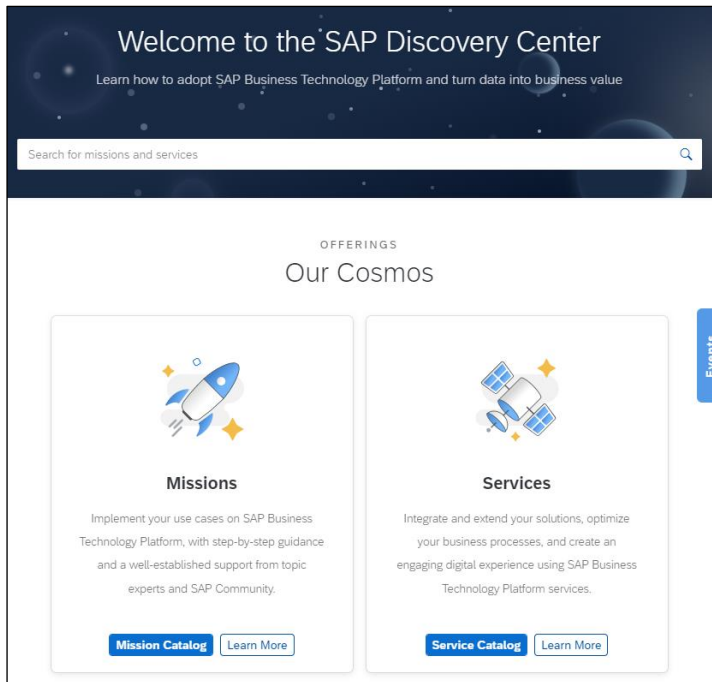 Welcome to the SAP Discovery Center
Learn how to adopt SAP Business Technology Platform and turn data into business value
Search for missions and services
OFFERINGS
Our Cosmos
Missions
Implement your use cases on SAP Business
Technology Platform, with step-by-step guidance
and a well-established support from topic
experts and SAP Community.
Mission Catalog
Learn More
Services
Integrate and extend your solutions, optimize
your business processes, and create an
engaging digital experience using SAP Business
Technology Platform services.
Service Catalog
Learn More
Events